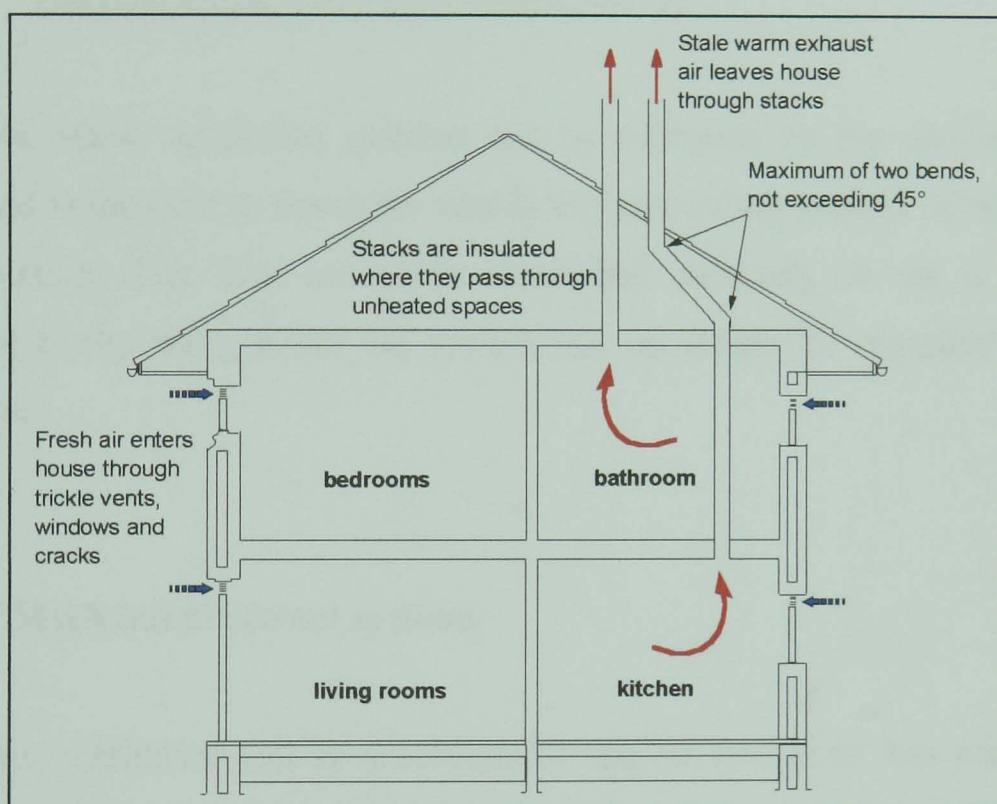 Stale warm exhaust
air leaves house
through stacks
Maximum of two bends,
not exceeding 45°
Stacks are insulated
where they pass through
unheated spaces
Fresh air enters
house through
trickle vents,
windows and
cracks
bedrooms
bathroom
living rooms
kitchen